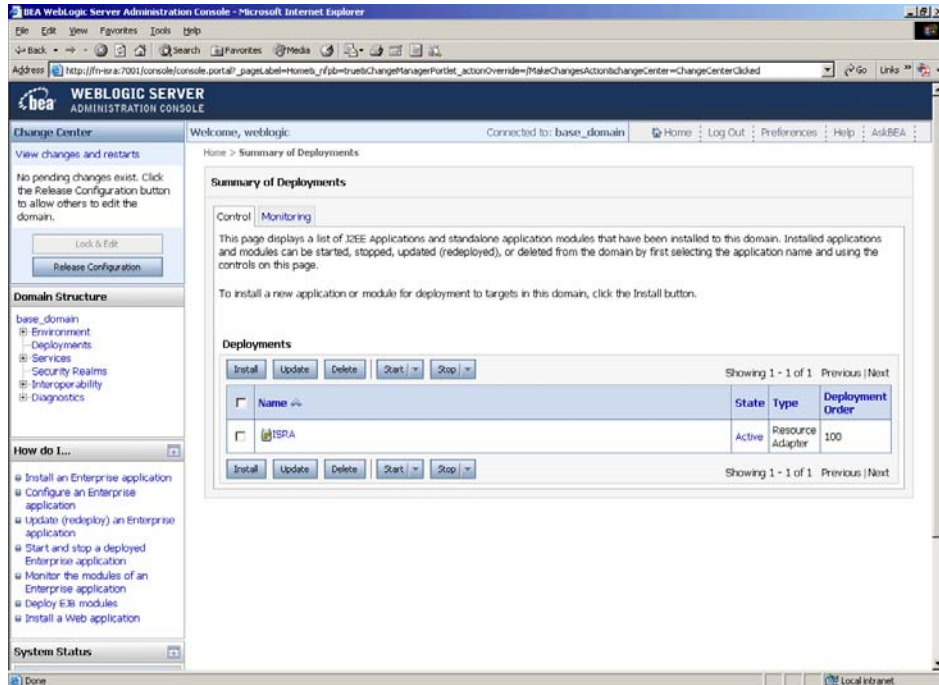 BEA WebLogic Server Administration Console - Microsoft Internet Explorer
File Edit View Favorites Tools Help
Back Search Favorites Media
Address http://fn-isra:7001/console/console.portal?_pageLabel=Home&_nfpb=true&ChangeManagerPortlet_actionOverride=/MakeChangesAction&changeCenter=ChangeCenterClicked Go Links »
bea WEBLOGIC SERVER
ADMINISTRATION CONSOLE
Change Center
View changes and restarts
No pending changes exist. Click
the Release Configuration button
to allow others to edit the
domain.
Lock & Edit
Release Configuration
Domain Structure
base_domain
Environment
Deployments
Services
Security Realms
Interoperability
Diagnostics
How do I...
Install an Enterprise application
Configure an Enterprise
application
Update (redeploy) an Enterprise
application
Start and stop a deployed
Enterprise application
Monitor the modules of an
Enterprise application
Deploy EJB modules
Install a Web application
System Status
Welcome, weblogic Connected to: base_domain Home Log Out Preferences Help AskBEA
Home > Summary of Deployments
Summary of Deployments
Control Monitoring
This page displays a list of J2EE Applications and standalone application modules that have been installed to this domain. Installed applications
and modules can be started, stopped, updated (redeployed), or deleted from the domain by first selecting the application name and using the
controls on this page.
To install a new application or module for deployment to targets in this domain, click the Install button.
Deployments
Install Update Delete Start Stop Showing 1 - 1 of 1 Previous | Next
Name State Type Deployment Order
ISRA Active Resource Adapter 100
Install Update Delete Start Stop Showing 1 - 1 of 1 Previous | Next
Done Local intranet